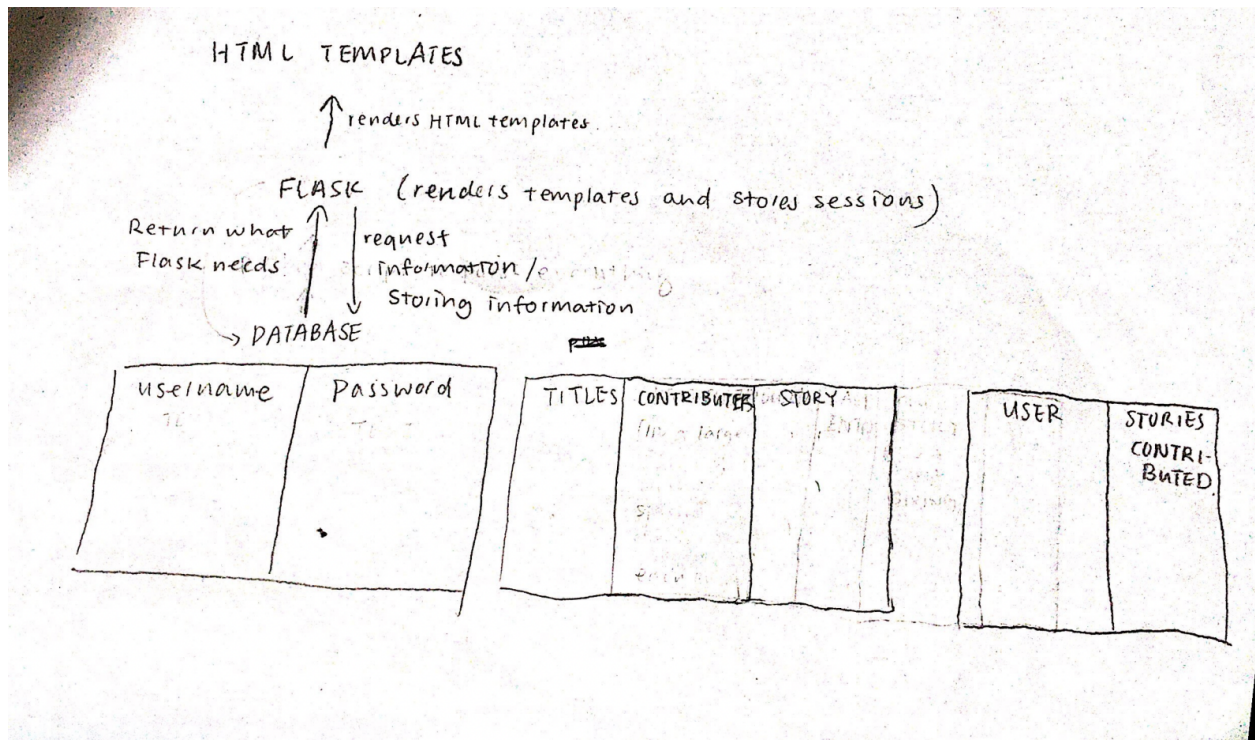 HTML TEMPLATES
renders HTML templates.
FLASK (renders templates and stores sessions)
Return what
Flask needs
request
information/
storing information
DATABASE
username
Password
TITLES
CONTRIBUTERS
STORY
USER
STORIES
CONTRI-
BUTED